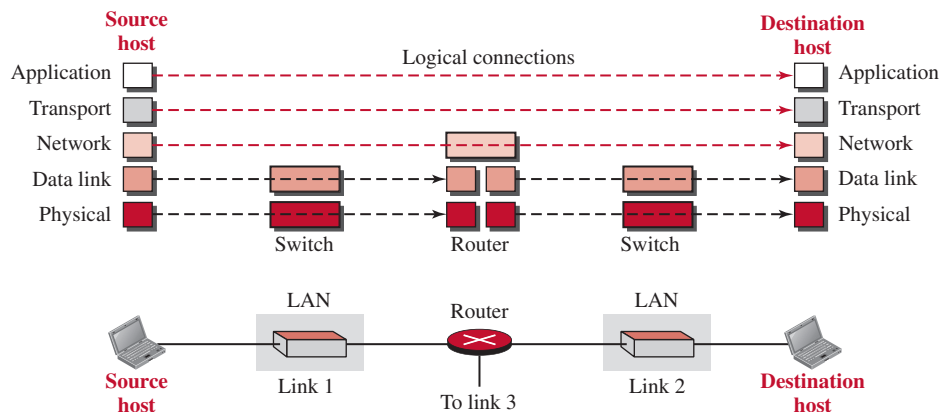 Source
host
Destination
host
Logical connections
Application
Application
Transport
Transport
Network
Network
Data link
Data link
Physical
Physical
Switch
Router
Switch
LAN
Router
LAN
Source
host
Link 1
To link 3
Link 2
Destination
host